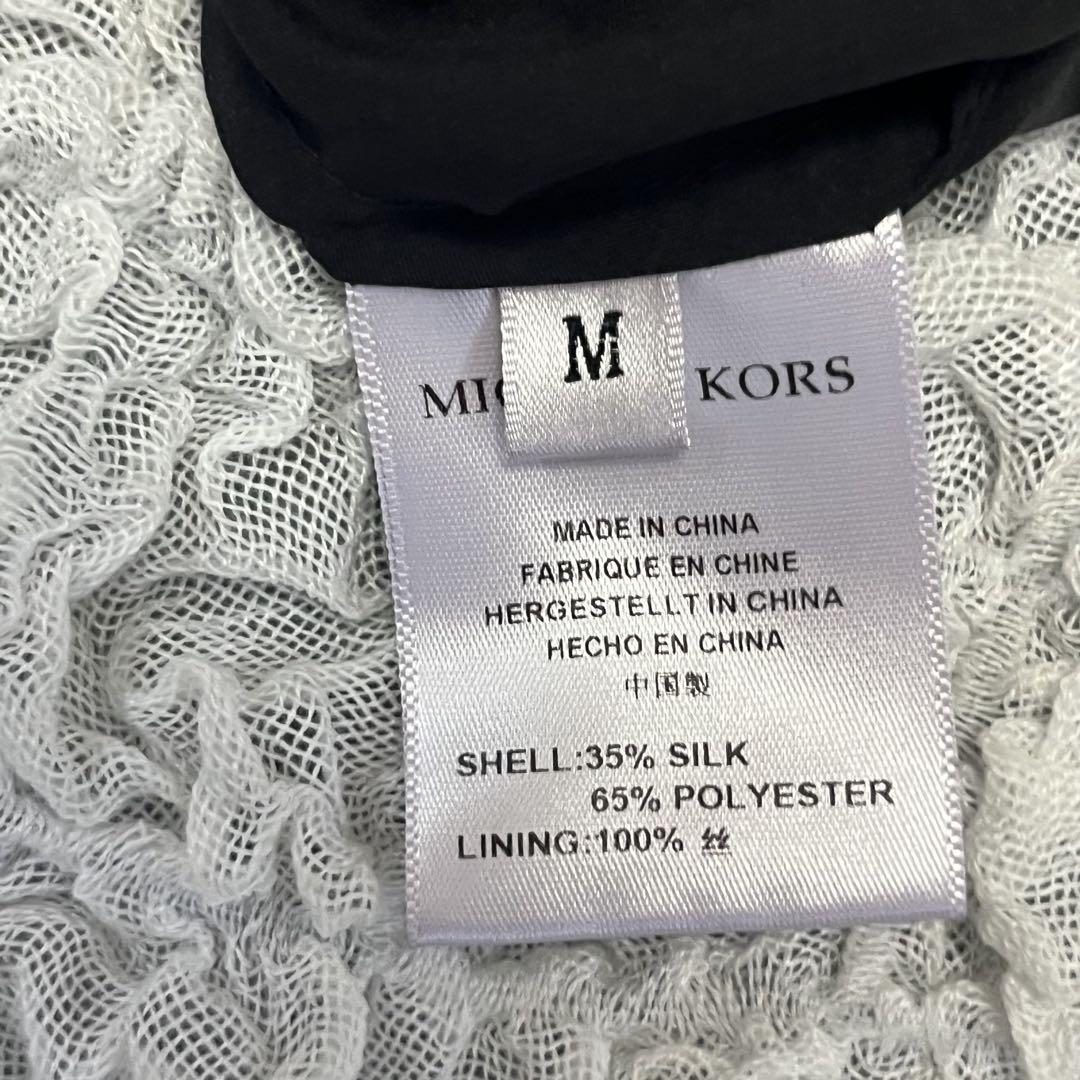 M
MIC KORS
MADE IN CHINA
FABRIQUE EN CHINE
HERGESTELLT IN CHINA
HECHO EN CHINA
中国製
SHELL:35% SILK
65% POLYESTER
LINING:100% 丝